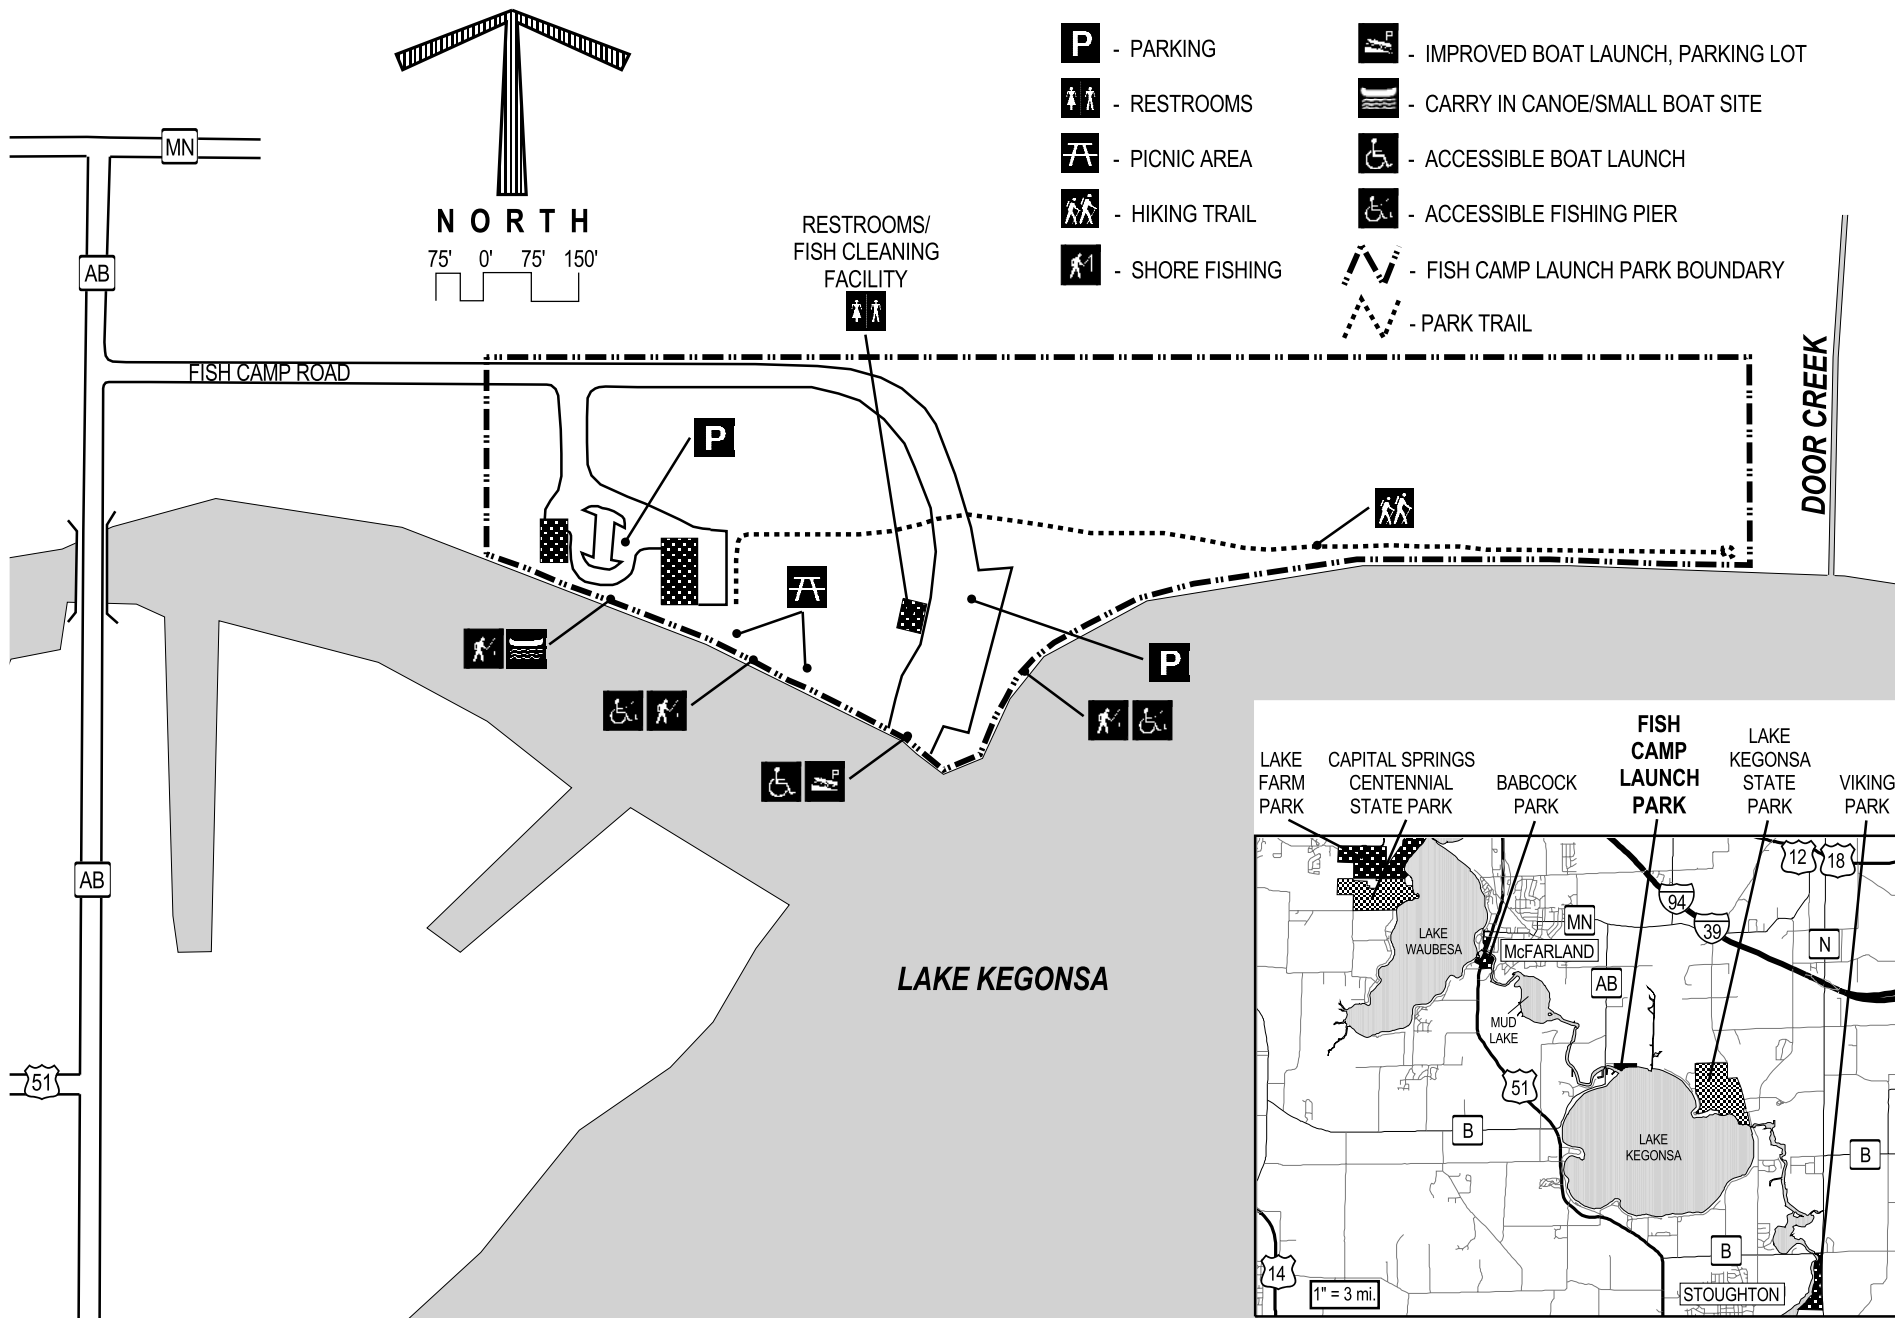 P - PARKING
- RESTROOMS
- PICNIC AREA
- HIKING TRAIL
- SHORE FISHING
P - IMPROVED BOAT LAUNCH, PARKING LOT
- CARRY IN CANOE/SMALL BOAT SITE
- ACCESSIBLE BOAT LAUNCH
- ACCESSIBLE FISHING PIER
- FISH CAMP LAUNCH PARK BOUNDARY
- PARK TRAIL
NORTH
75' 0' 75' 150'
MN
AB
RESTROOMS/
FISH CLEANING
FACILITY
FISH CAMP ROAD
P
DOOR CREEK
P
P
AB
LAKE KEGONSA
51
LAKE
FARM
PARK
CAPITAL SPRINGS
CENTENNIAL
STATE PARK
BABCOCK
PARK
FISH
CAMP
LAUNCH
PARK
LAKE
KEGONSA
STATE
PARK
VIKING
PARK
12
18
94
39
MN
N
LAKE
WAUBESA
McFARLAND
AB
MUD
LAKE
51
B
LAKE
KEGONSA
B
B
14
1" = 3 mi.
STOUGHTON